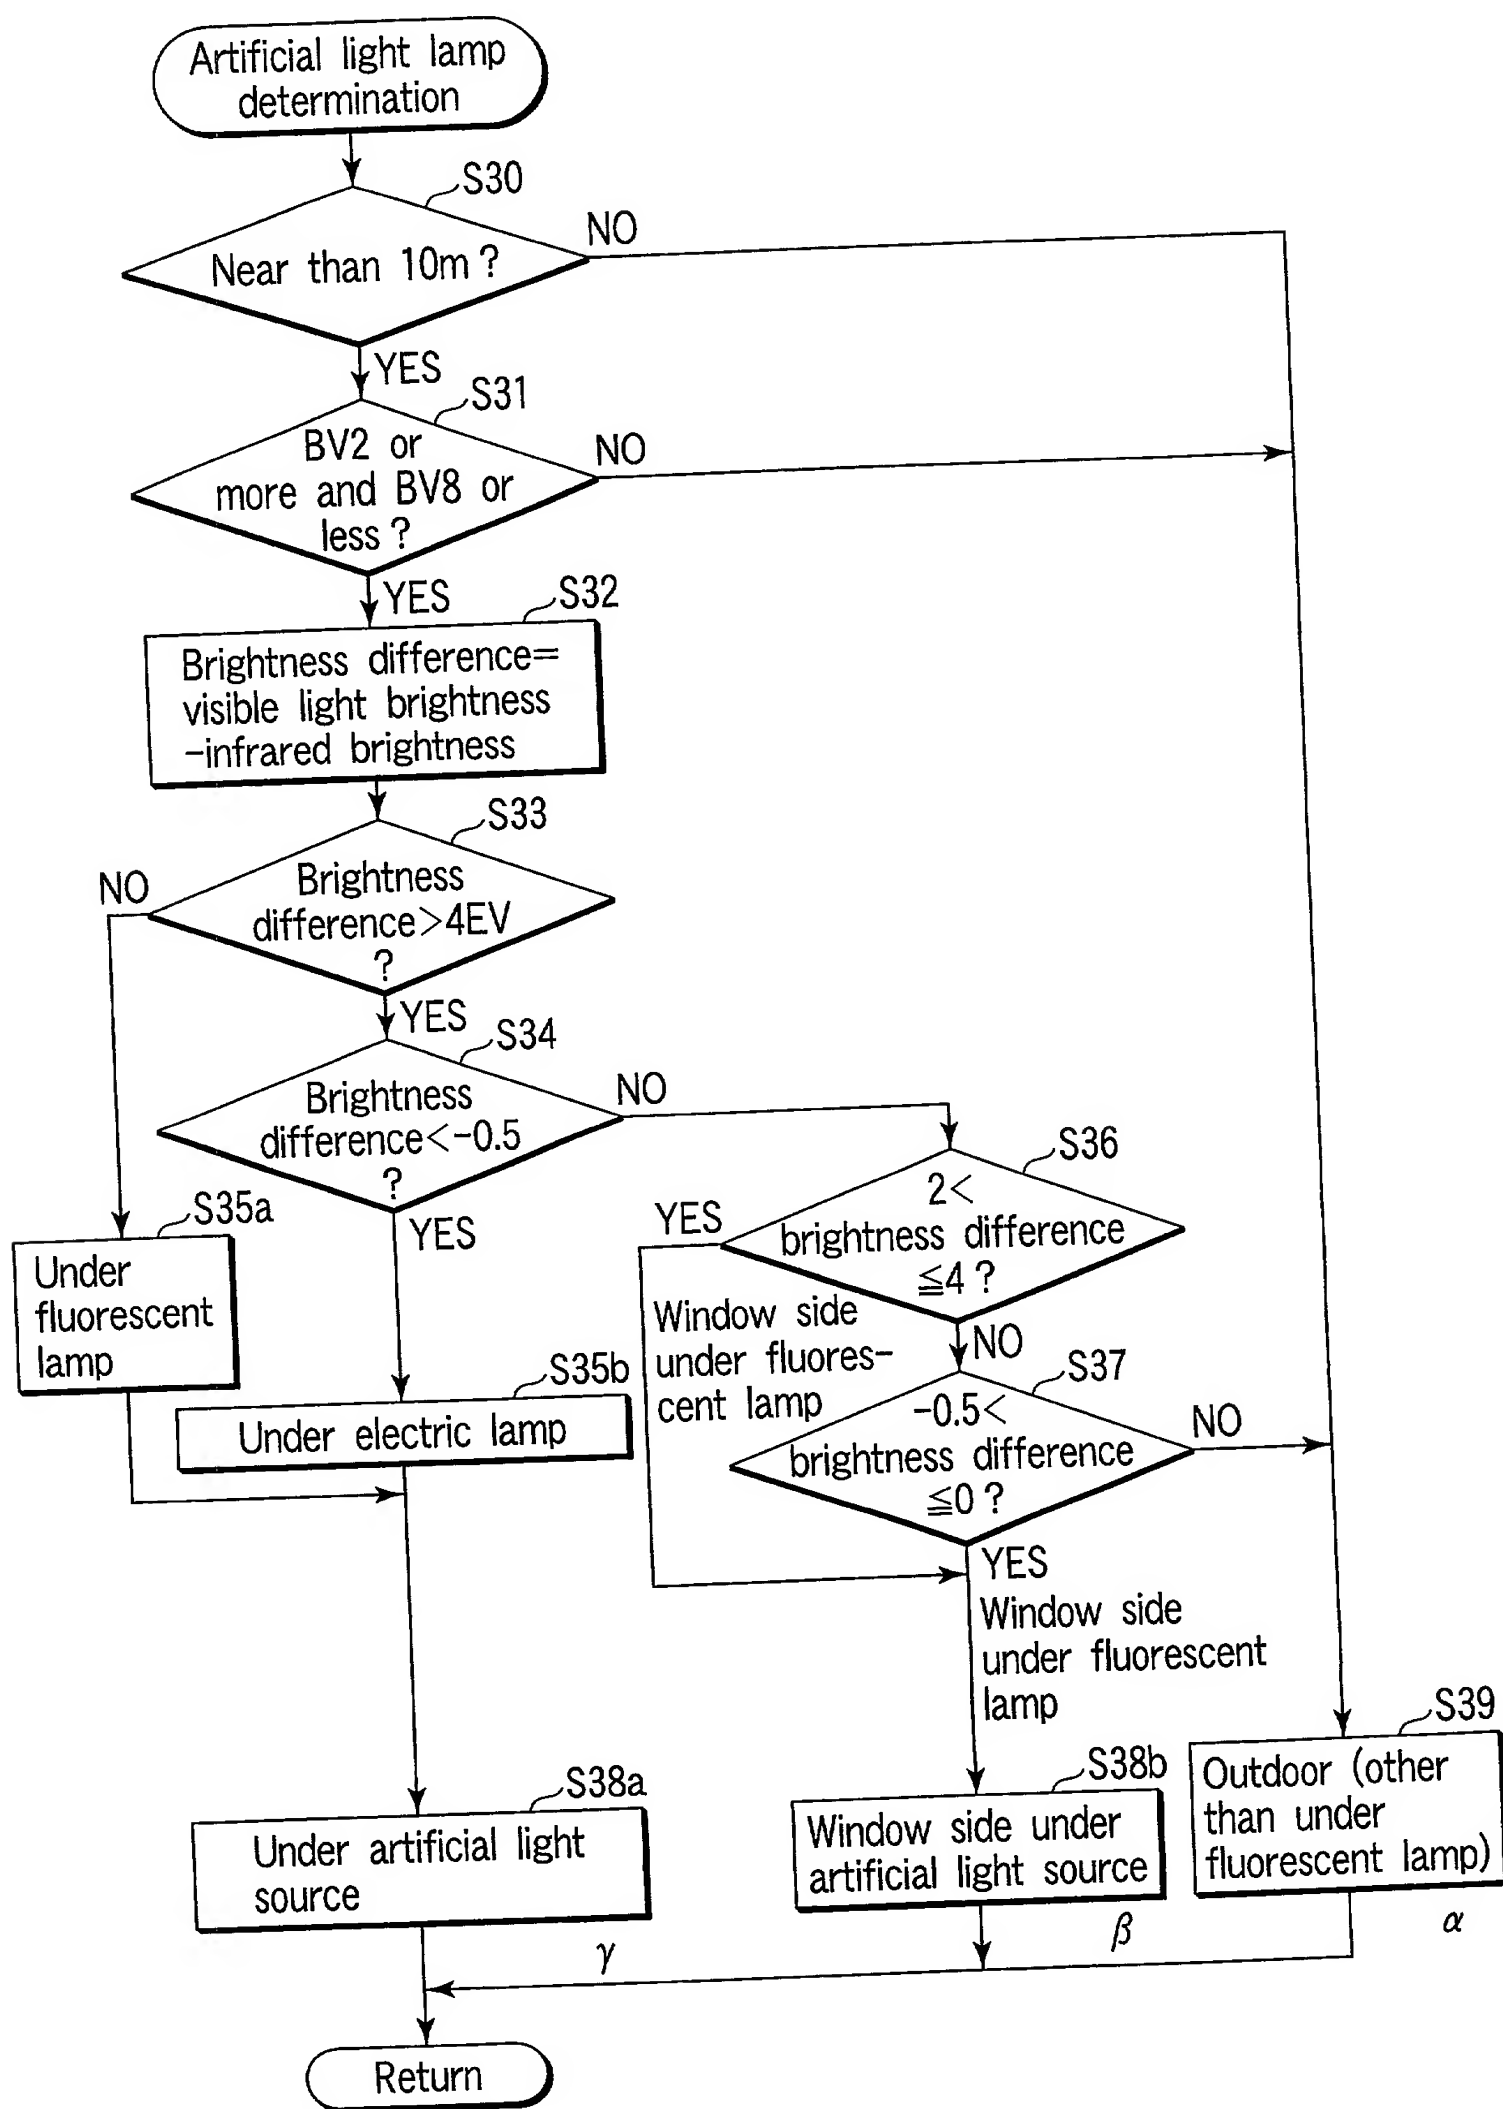 Artificial light lamp
determination
S30
NO
Near than 10m ?
YES
S31
NO
BV2 or
more and BV8 or
less ?
YES
S32
Brightness difference=
visible light brightness
-infrared brightness
S33
NO
Brightness
difference>4EV
?
YES
S34
NO
Brightness
difference<-0.5
?
YES
S36
YES
2<
brightness difference
≦4 ?
NO
S35a
Under
fluorescent
lamp
Window side
under fluores-
cent lamp
S35b
Under electric lamp
S37
NO
-0.5<
brightness difference
≦0 ?
YES
Window side
under fluorescent
lamp
S38a
Under artificial light
source
S38b
Window side under
artificial light source
S39
Outdoor (other
than under
fluorescent lamp)
γ
β
α
Return